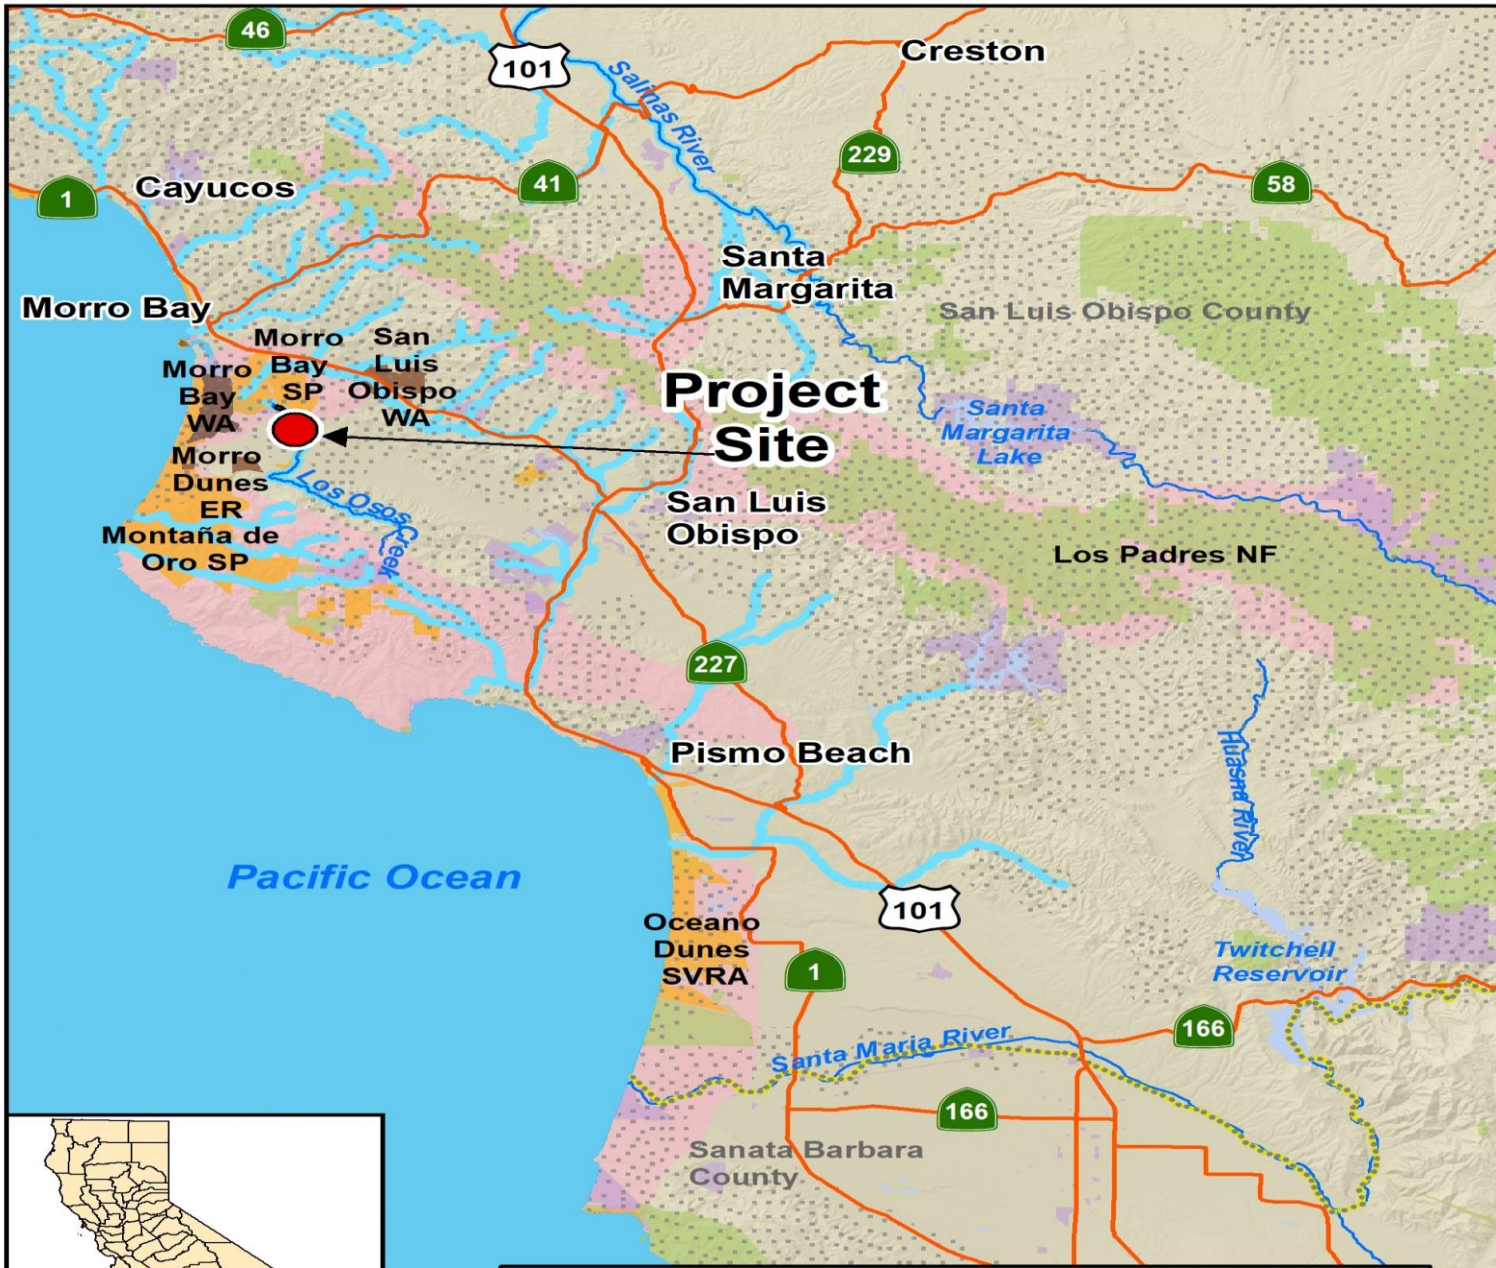 46
101
Creston
Salinas River
229
1
Cayucos
41
58
Santa
Margarita
Morro Bay
San Luis Obispo County
Morro
Bay
SP
San
Luis
Obispo
WA
Morro
Bay
WA
Project
Site
Santa
Margarita
Lake
Morro
Dunes
ER
Los Osos Creek
San Luis
Obispo
Montaña de
Oro SP
Los Padres NF
227
Huasna River
Pismo Beach
Pacific Ocean
101
Oceano
Dunes
SVRA
Twitchell
Reservoir
1
166
Santa Maria River
166
Sanata Barbara
County